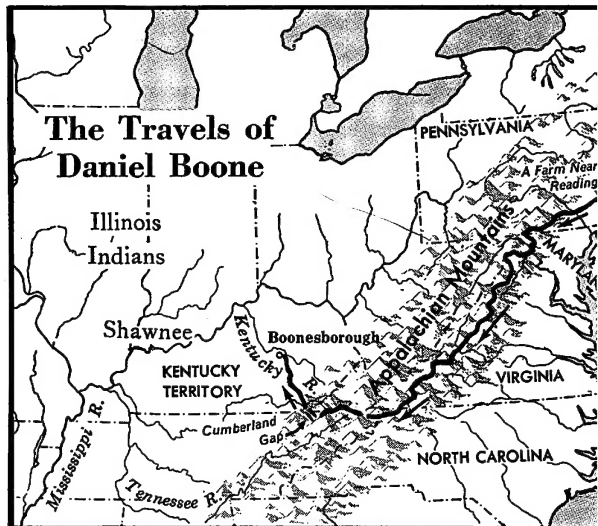 The Travels of
Daniel Boone
PENNSYLVANIA
A Farm Near
Reading
Illinois
Indians
Appalachian Mountains
MARYLA
Shawnee
Kentucky R.
Boonesborough
KENTUCKY
TERRITORY
VIRGINIA
Cumberland
Gap
Mississippi R.
NORTH CAROLINA
Tennessee R.